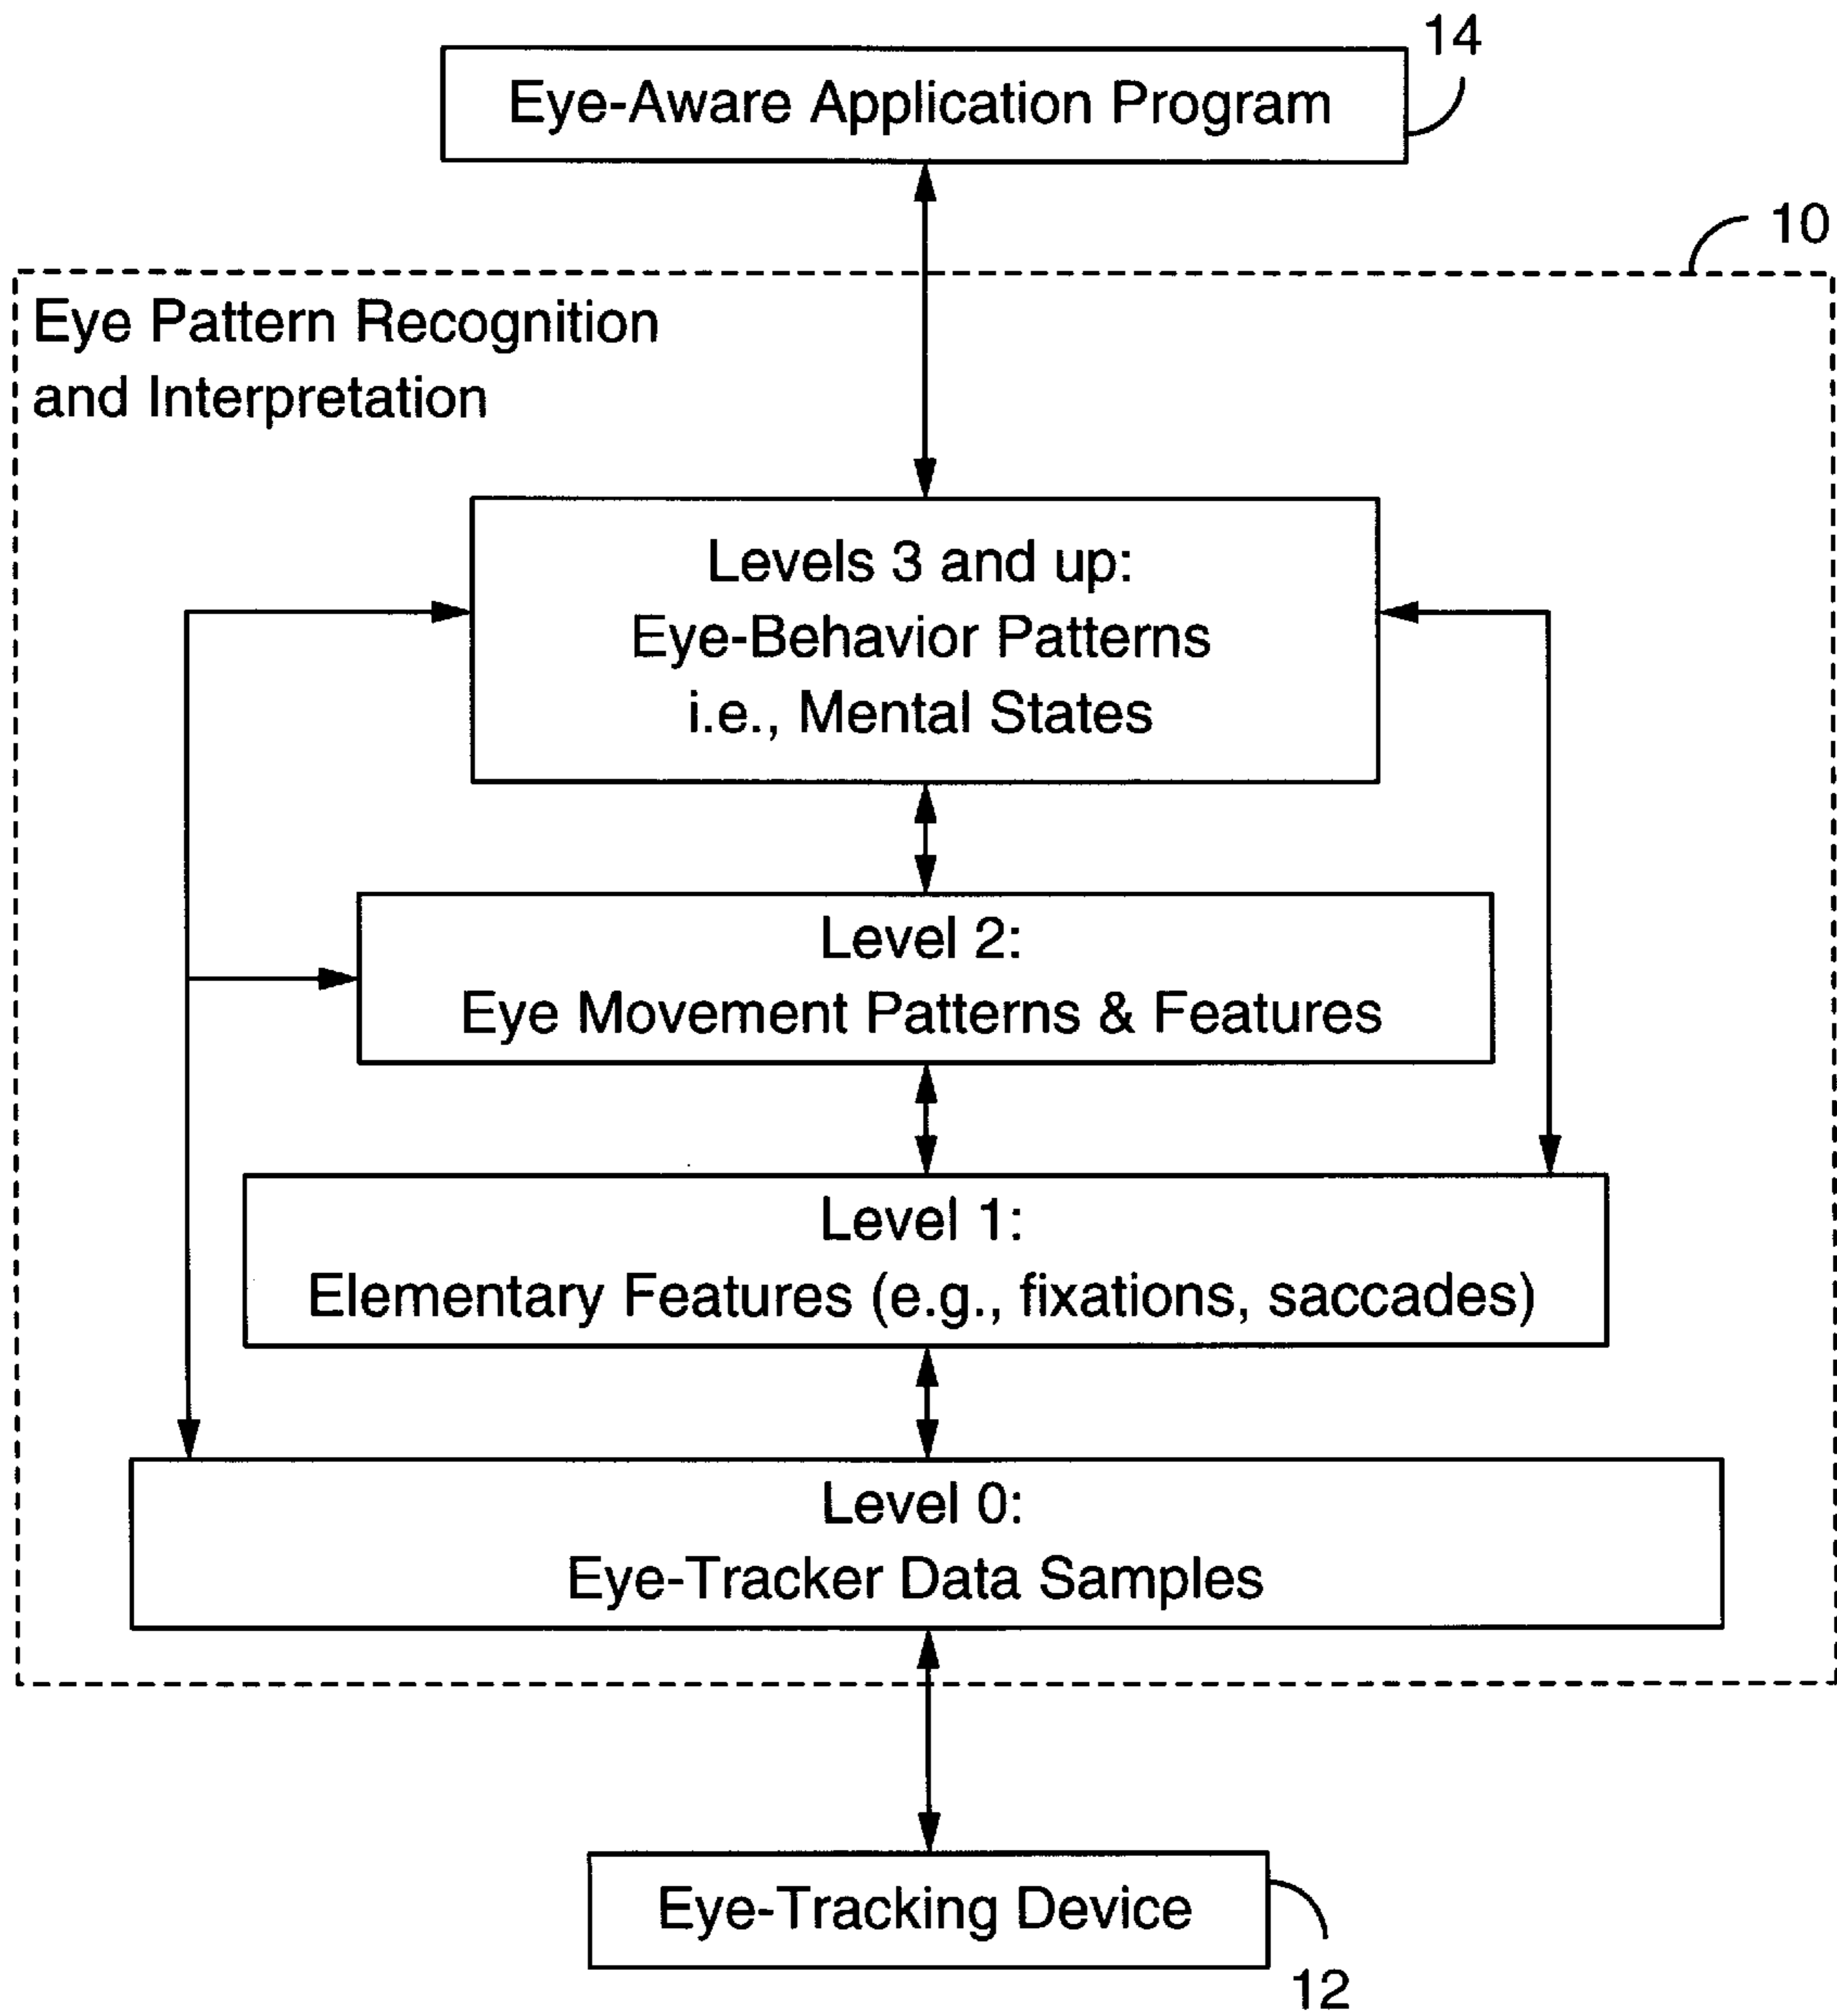 14
Eye-Aware Application Program
10
Eye Pattern Recognition
and Interpretation
Levels 3 and up:
Eye-Behavior Patterns
i.e., Mental States
Level 2:
Eye Movement Patterns & Features
Level 1:
Elementary Features (e.g., fixations, saccades)
Level 0:
Eye-Tracker Data Samples
Eye-Tracking Device
12